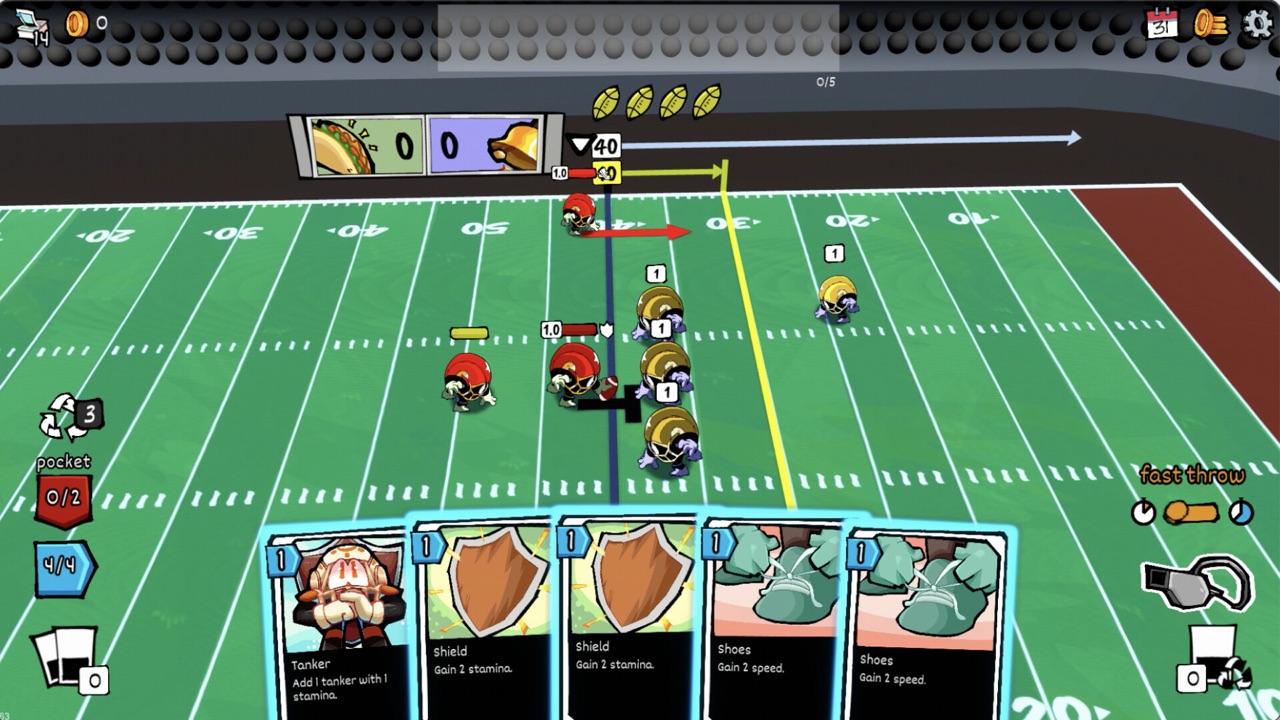 14
0
31
0/5
0
0
40
1.0
20
30
40
50
4
30
20
10
1
1
1.0
1
1
3
pocket
0/2
4/4
0
fast throw
0
1
Tanker
Add 1 tanker with 1
stamina.
1
Shield
Gain 2 stamina.
1
Shield
Gain 2 stamina.
1
Shoes
Gain 2 speed.
1
Shoes
Gain 2 speed.
20
63